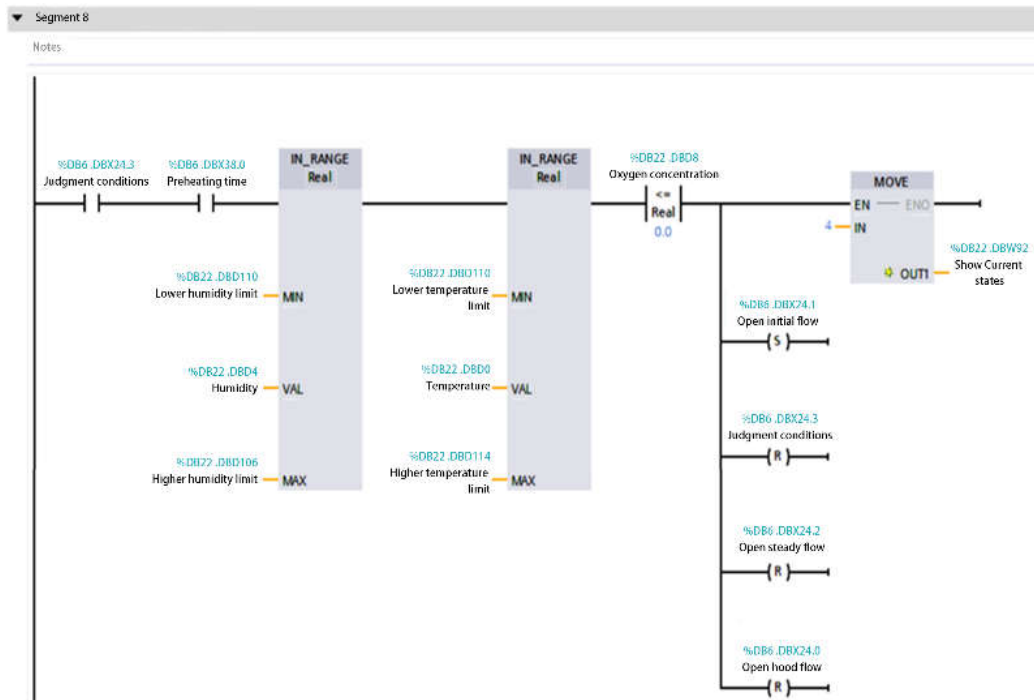 Segment 8
Notes
%DB6 .DBX24.3
Judgment conditions
%DB6 .DBX38.0
Preheating time
IN_RANGE
Real
%DB22 .DBD110
Lower humidity limit
MIN
%DB22 .DBD4
Humidity
VAL
%DB22 .DBD106
Higher humidity limit
MAX
IN_RANGE
Real
%DB22 .DBD110
Lower temperature
limit
MIN
%DB22 .DBD0
Temperature
VAL
%DB22 .DBD114
Higher temperature
limit
MAX
%DB22 .DBD8
Oxygen concentration
<=
Real
0.0
MOVE
EN
ENO
4
IN
OUT1
%DB22 .DBW92
Show Current
states
%DB6 .DBX24.1
Open initial flow
S
%DB6 .DBX24.3
Judgment conditions
R
%DB6 .DBX24.2
Open steady flow
R
%DB6 .DBX24.0
Open hood flow
R